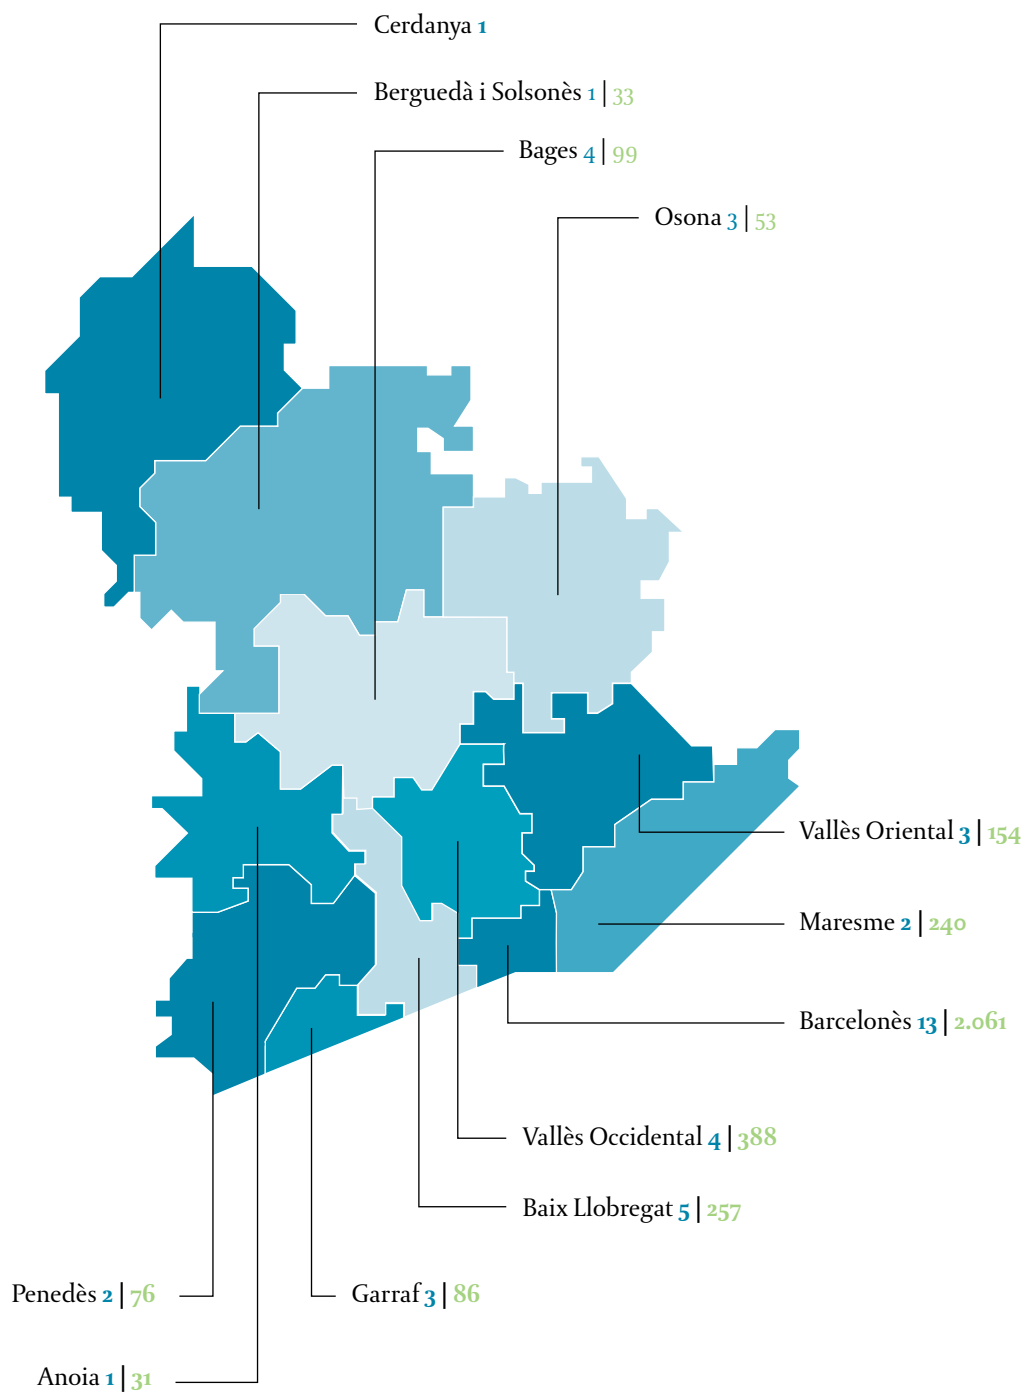 Cerdanya 1
Berguedà i Solsonès 1 | 33
Bages 4 | 99
Osona 3 | 53
Vallès Oriental 3 | 154
Maresme 2 | 240
Barcelonès 13 | 2.061
Vallès Occidental 4 | 388
Baix Llobregat 5 | 257
Penedès 2 | 76
Garraf 3 | 86
Anoia 1 | 31